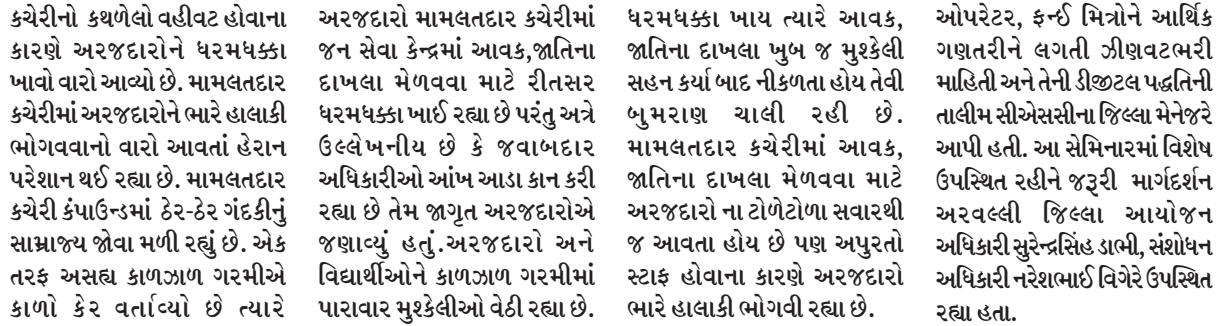 કચેરીનો કથળેલો વહીવટ હોવાના
કારણે અરજદારોને ધરમધક્કા
ખાવો વારો આવ્યો છે. મામલતદાર
કચેરીમાં અરજદારોને ભારે હાલાકી
ભોગવવાનો વારો આવતાં હેરાન
પરેશાન થઈ રહ્યા છે. મામલતદાર
કચેરી કંપાઉન્ડમાં ઠેર-ઠેર ગંદકીનું
સામ્રાજ્ય જોવા મળી રહ્યું છે. એક
તરફ અસહ્ય કાળઝાળ ગરમીએ
કાળો કેર વર્તાવ્યો છે ત્યારે
અરજદારો મામલતદાર કચેરીમાં
જન સેવા કેન્દ્રમાં આવક,જાતિના
દાખલા મેળવવા માટે રીતસર
ધરમધક્કા ખાઈ રહ્યા છે પરંતુ અત્રે
ઉલ્લેખનીય છે કે જવાબદાર
અધિકારીઓ આંખ આડા કાન કરી
રહ્યા છે તેમ જાગૃત અરજદારોએ
જણાવ્યું હતું.અરજદારો અને
વિદ્યાર્થીઓને કાળઝાળ ગરમીમાં
પારાવાર મુશ્કેલીઓ વેઠી રહ્યા છે.
ધરમધક્કા ખાય ત્યારે આવક,
જાતિના દાખલા ખુબ જ મુશ્કેલી
સહન કર્યા બાદ નીકળતા હોય તેવી
બુમરાણ ચાલી રહી છે.
મામલતદાર કચેરીમાં આવક,
જાતિના દાખલા મેળવવા માટે
અરજદારો ના ટોળેટોળા સવારથી
જ આવતા હોય છે પણ અપુરતો
સ્ટાફ હોવાના કારણે અરજદારો
ભારે હાલાકી ભોગવી રહ્યા છે.
ઓપરેટર, ફ્ન્ઈ મિત્રોને આર્થિક
ગણતરીને લગતી ઝીણવટભરી
માહિતી અને તેની ડીજીટલ પદ્ધતિની
તાલીમ સીએસસીના જિલ્લા મેનેજરે
આપી હતી. આ સેમિનારમાં વિશેષ
ઉપસ્થિત રહીને જરૂરી માર્ગદર્શન
અરવલ્લી જિલ્લા આયોજન
અધિકારી સુરેન્દ્રસિંહ ડાભી, સંશોધન
અધિકારી નરેશભાઈ વિગેરે ઉપસ્થિત
રહ્યા હતા.